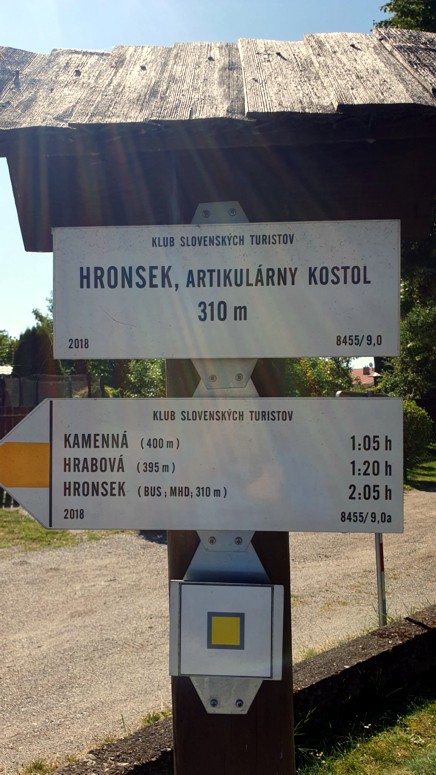 KLUB SLOVENSKÝCH TURISTOV
HRONSEK, ARTIKULÁRNY KOSTOL
310 m
2018 8455/9,0
KLUB SLOVENSKÝCH TURISTOV
KAMENNÁ (400 m) 1:05 h
HRABOVÁ (395 m) 1:20 h
HRONSEK (BUS; MHD; 310 m) 2:05 h
2018 8455/9,0a